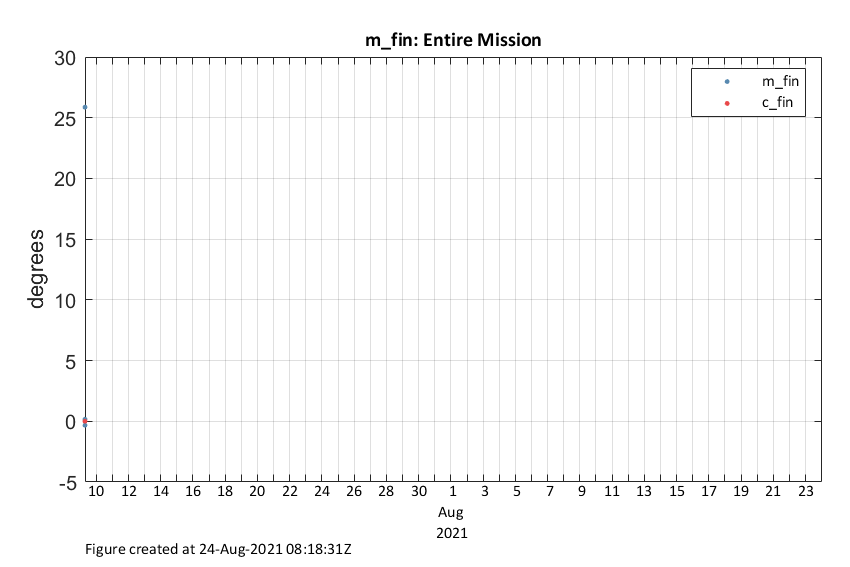 m_fin: Entire Mission
30
25
20
15
10
5
0
-5
degrees
m_fin
c_fin
10 12 14 16 18 20 22 24 26 28 30 1 3 5 7 9 11 13 15 17 19 21 23
Aug
2021
Figure created at 24-Aug-2021 08:18:31Z